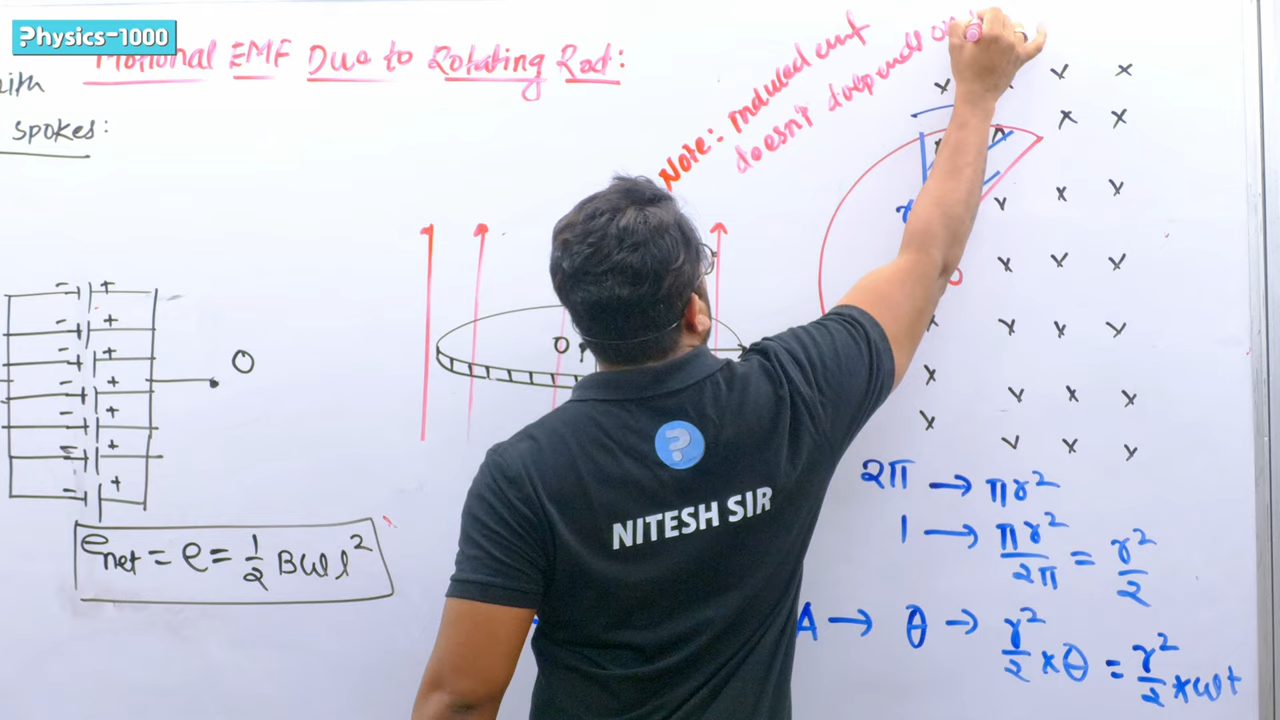 Physics-1000
Motional EMF Due to Rotating Rod:
with
spokes:
Note: induced emf
doesn't depend on
- +
- +
- +
- +
- +
- +
- +
O
e_net = e = 1/2 Bωl²
O
r
2π → πr²
1 → πr²/2π = r²/2
A → θ → r²/2 × θ = r²/2 × ωt
?
NITESH SIR